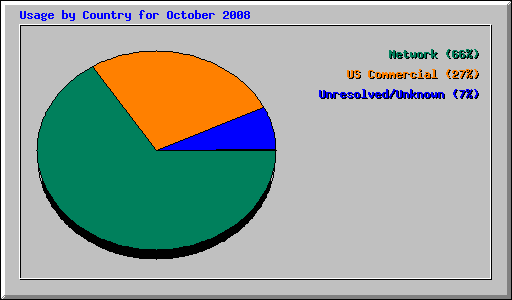 Usage by Country for October 2008
Network (66%)
US Commercial (27%)
Unresolved/Unknown (7%)